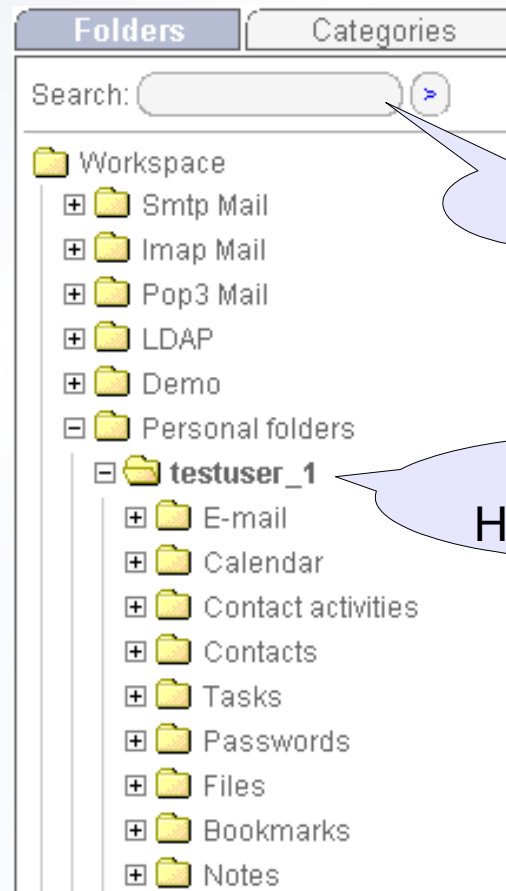 Folders Categories
Search: >
Workspace
Smtp Mail
Imap Mail
Pop3 Mail
LDAP
Demo
Personal folders
testuser_1
H
E-mail
Calendar
Contact activities
Contacts
Tasks
Passwords
Files
Bookmarks
Notes